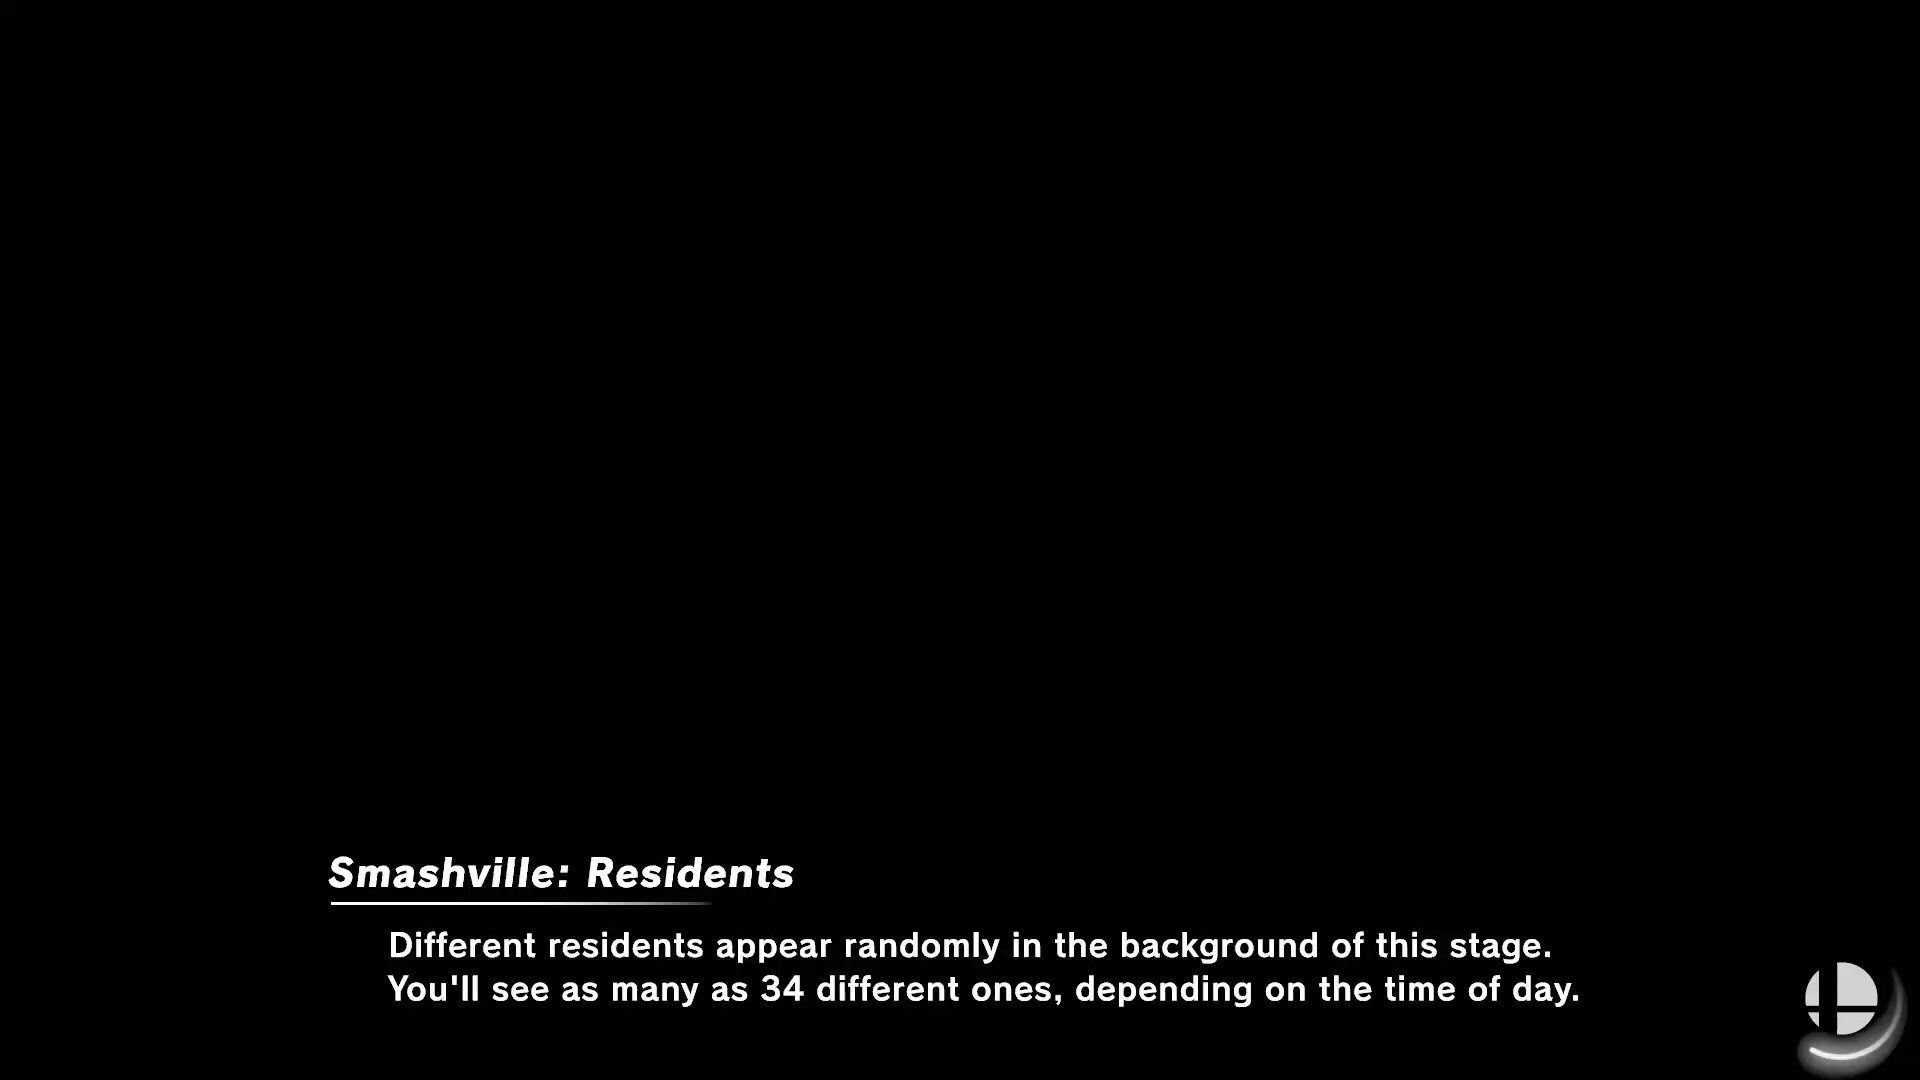 Smashville: Residents
Different residents appear randomly in the background of this stage.
You'll see as many as 34 different ones, depending on the time of day.